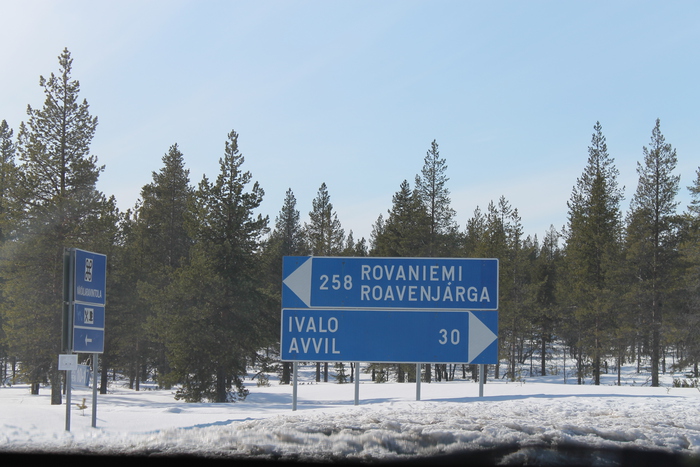 258 ROVANIEMI
ROAVENJÁRGA
IVALO 30
AVVIL